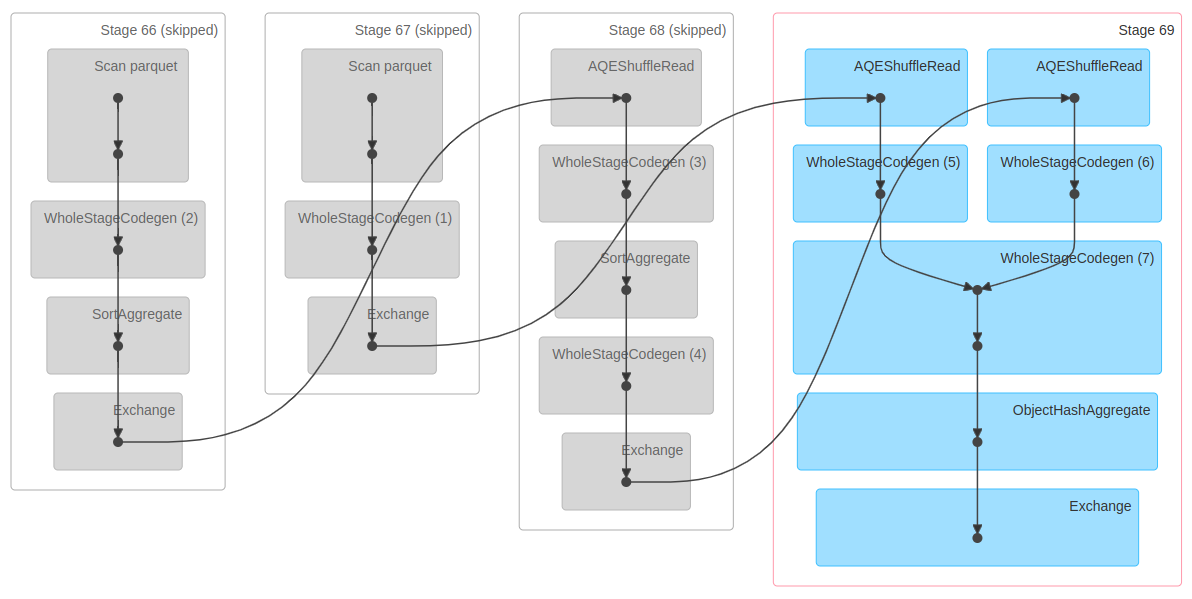 Stage 66 (skipped)
Scan parquet
WholeStageCodegen (2)
SortAggregate
Exchange
Stage 67 (skipped)
Scan parquet
WholeStageCodegen (1)
Exchange
Stage 68 (skipped)
AQEShuffleRead
WholeStageCodegen (3)
SortAggregate
WholeStageCodegen (4)
Exchange
Stage 69
AQEShuffleRead
AQEShuffleRead
WholeStageCodegen (5)
WholeStageCodegen (6)
WholeStageCodegen (7)
ObjectHashAggregate
Exchange